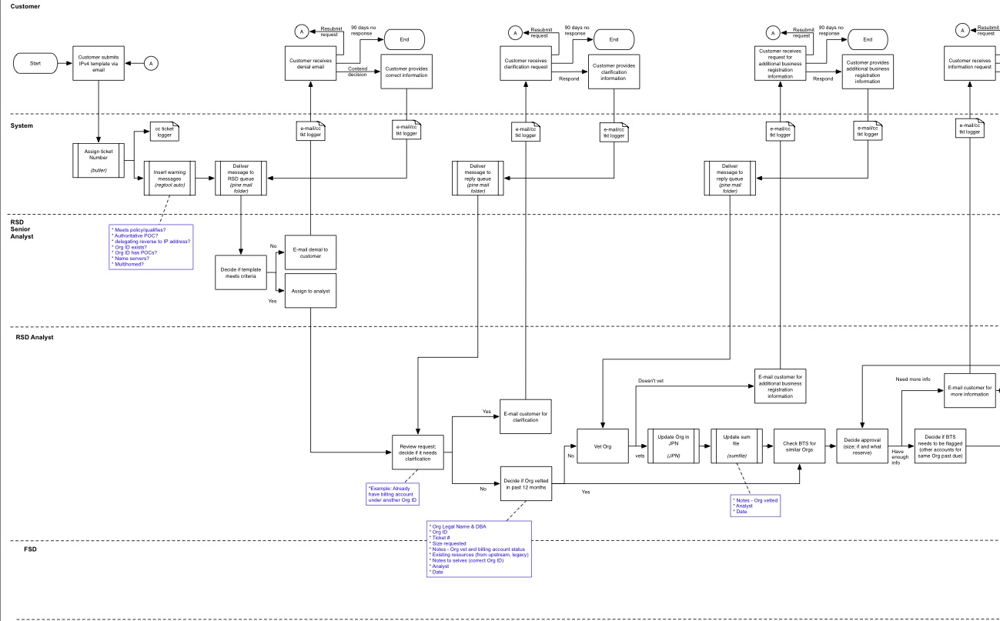 Customer
Start
Customer submits
IPv4 template via
email
A
A
Resubmit
request
90 days no
response
End
Customer receives
denial email
Contend
decision
Customer provides
correct information
A
Resubmit
request
90 days no
response
End
Customer receives
clarification request
Respond
Customer provides
clarification
information
A
Resubmit
request
90 days no
response
End
Customer receives
request for
additional business
registration
information
Respond
Customer provides
additional business
registration
information
A
Resubmit
request
Customer receives
information request
System
cc ticket
logger
e-mail/cc
tkt logger
e-mail/cc
tkt logger
e-mail/cc
tkt logger
e-mail/cc
tkt logger
e-mail/cc
tkt logger
e-mail/cc
tkt logger
e-mail/cc
tkt logger
Assign ticket
Number
(butler)
Insert warning
messages
(regtool auto)
Deliver
message to
RSD queue
(pine mail
folder)
Deliver
message to
reply queue
(pine mail
folder)
Deliver
message to
reply queue
(pine mail
folder)
RSD
Senior
Analyst
* Meets policy/qualifies?
* Authoritative POC?
* delegating reverse to IP address?
* Org ID exists?
* Org ID has POCs?
* Name servers?
* Multihomed?
Decide if template
meets criteria
No
E-mail denial to
customer
Yes
Assign to analyst
RSD Analyst
Review request;
decide if it needs
clarification
Yes
E-mail customer for
clarification
No
Decide if Org vetted
in past 12 months
No
Yes
Vet Org
Doesn't vet
vets
E-mail customer for
additional business
registration
information
Update Org in
JPN
(JPN)
Update sum
file
(sumfile)
Check BTS for
similar Orgs
Decide approval
(size; if and what
reserve)
Need more info
E-mail customer for
more information
Have
enough
info
Decide if BTS
needs to be flagged
(other accounts for
same Org past due)
*Example: Already
have billing account
under another Org ID
* Notes - Org vetted
* Analyst
* Date
* Org Legal Name & DBA
* Org ID
* Ticket #
* Size requested
* Notes - Org vet and billing account status
* Existing resources (from upstream, legacy)
* Notes to selves (correct Org ID)
* Analyst
* Date
FSD